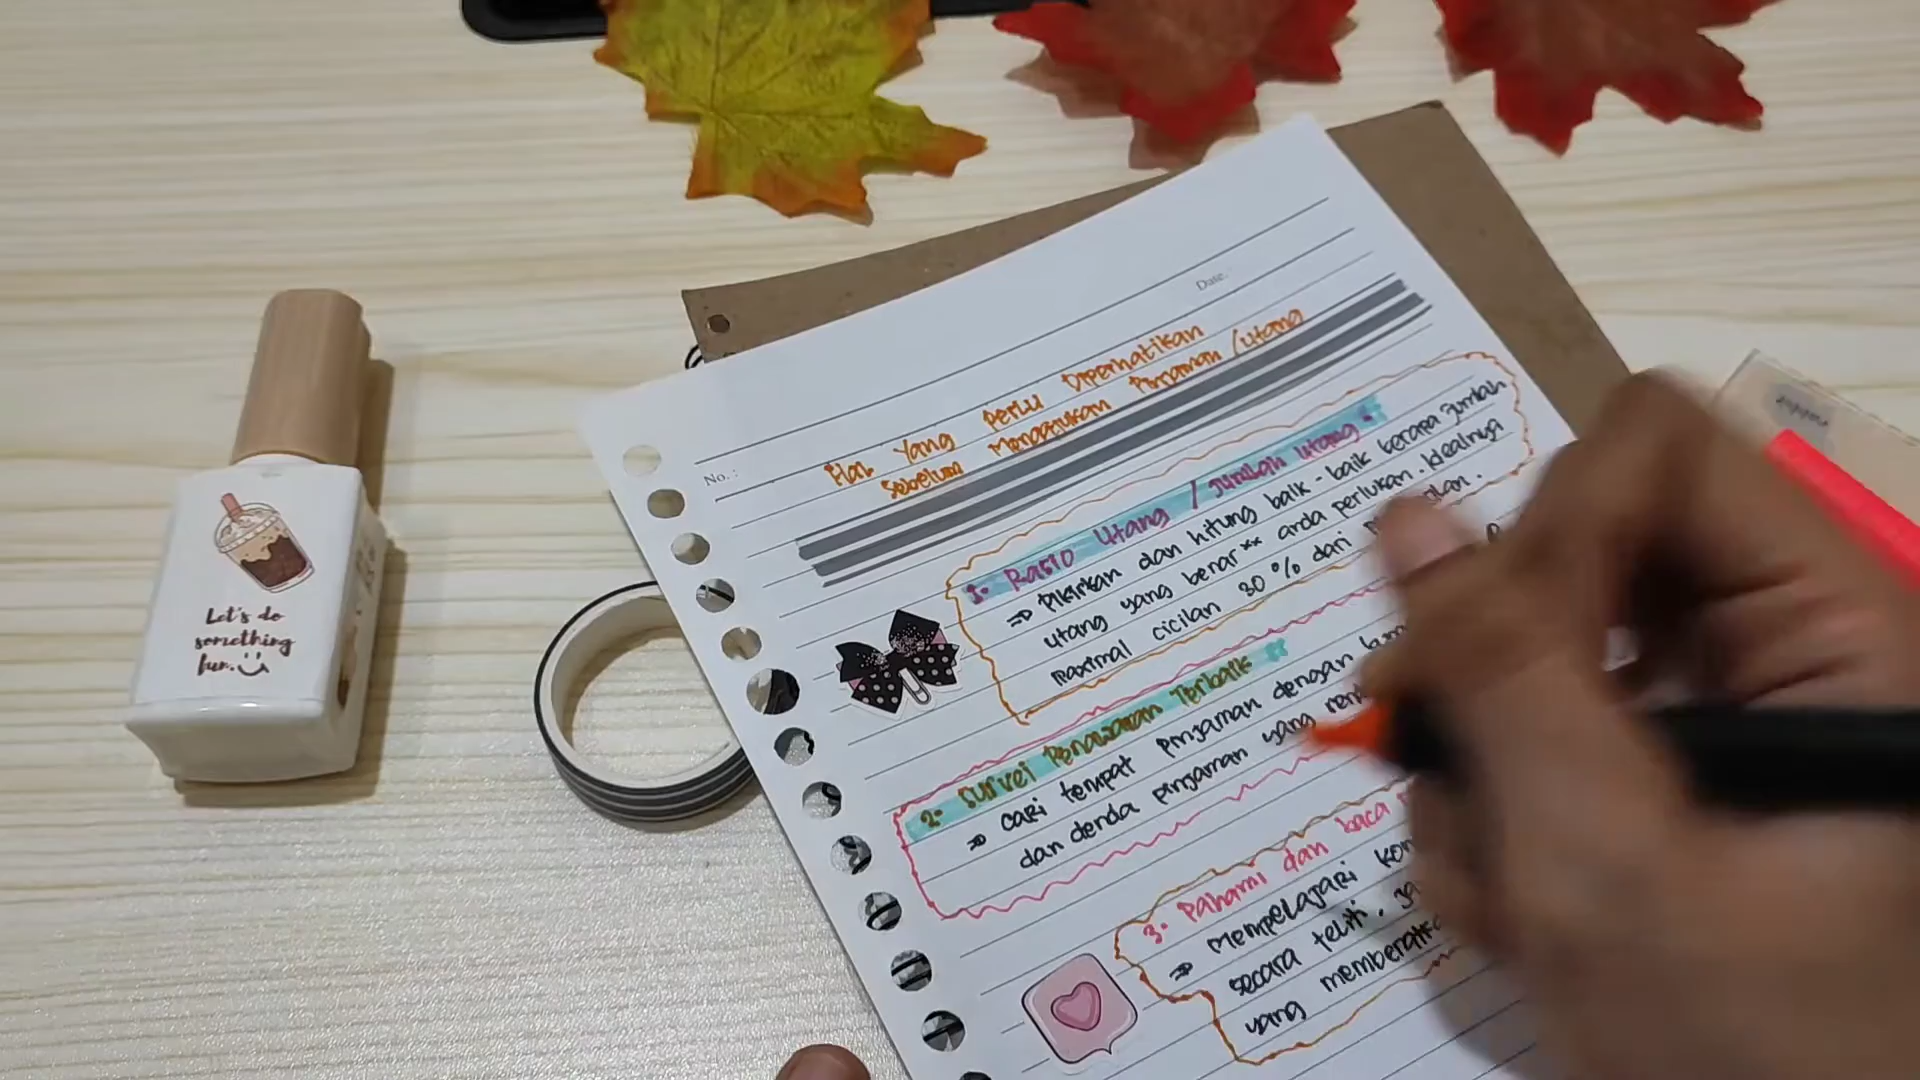 Let's do
something
fun.
Date.:
No. :
Hal Yang Perlu Diperhatikan
Sebelum Mengajukan Pinjaman / Utang
1. Rasio Utang / Jumlah Utang :
=> Pikirkan dan hitung baik - baik berapa jumlah
utang yang benar** anda perlukan. Idealnya
maximal cicilan 30 % dari
2. Survei Penawaran Terbaik
=> Cari tempat pinjaman dengan
dan denda pinjaman yang
3. Pahami dan baca
=> Mempelajari
secara teliti.
yang